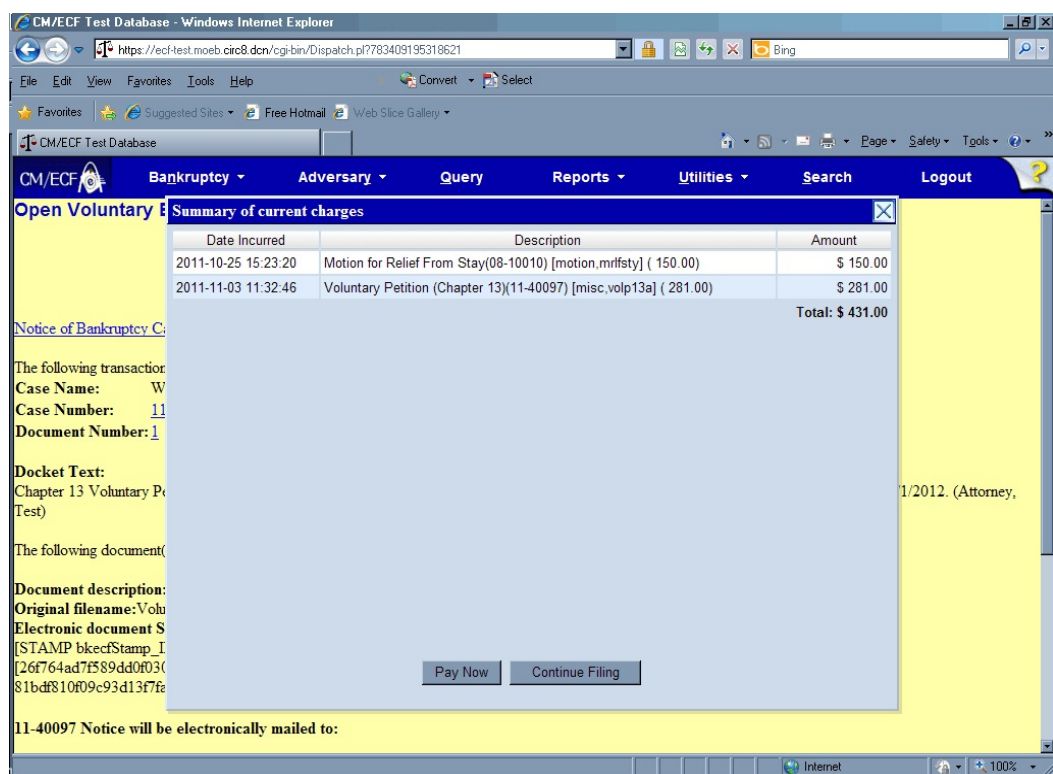 CM/ECF Test Database - Windows Internet Explorer
https://ecf-test.moeb.circ8.dcn/cgi-bin/Dispatch.pl?7783409195318621
Bing
File Edit View Favorites Tools Help
Convert Select
Favorites Suggested Sites Free Hotmail Web Slice Gallery
CM/ECF Test Database
Page Safety Tools
CM/ECF Bankruptcy Adversary Query Reports Utilities Search Logout ?
Open Voluntary
Summary of current charges
Date Incurred Description Amount
2011-10-25 15:23:20 Motion for Relief From Stay(08-10010) [motion,mrlfsty] ( 150.00) $ 150.00
2011-11-03 11:32:46 Voluntary Petition (Chapter 13)(11-40097) [misc,volp13a] ( 281.00) $ 281.00
Total: $ 431.00
Notice of Bankruptcy
The following transaction
Case Name: W
Case Number: 11
Document Number: 1
Docket Text:
Chapter 13 Voluntary Pe /1/2012. (Attorney,
Test)
The following document(
Document description:
Original filename:Volu
Electronic document S
[STAMP bkecfStamp_I
[26f764ad7f589dd0f030
81bdf810f09c93d13f7fa
Pay Now Continue Filing
11-40097 Notice will be electronically mailed to:
Internet 100%